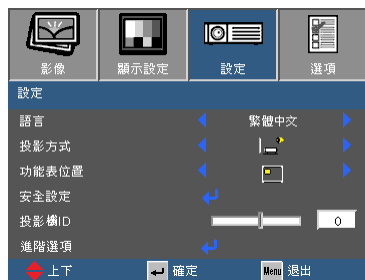 影像 顯示設定 設定 選項
設定
語言 繁體中文
投影方式
功能表位置
安全設定
投影機ID 0
進階選項
上下 確定 Menu 退出